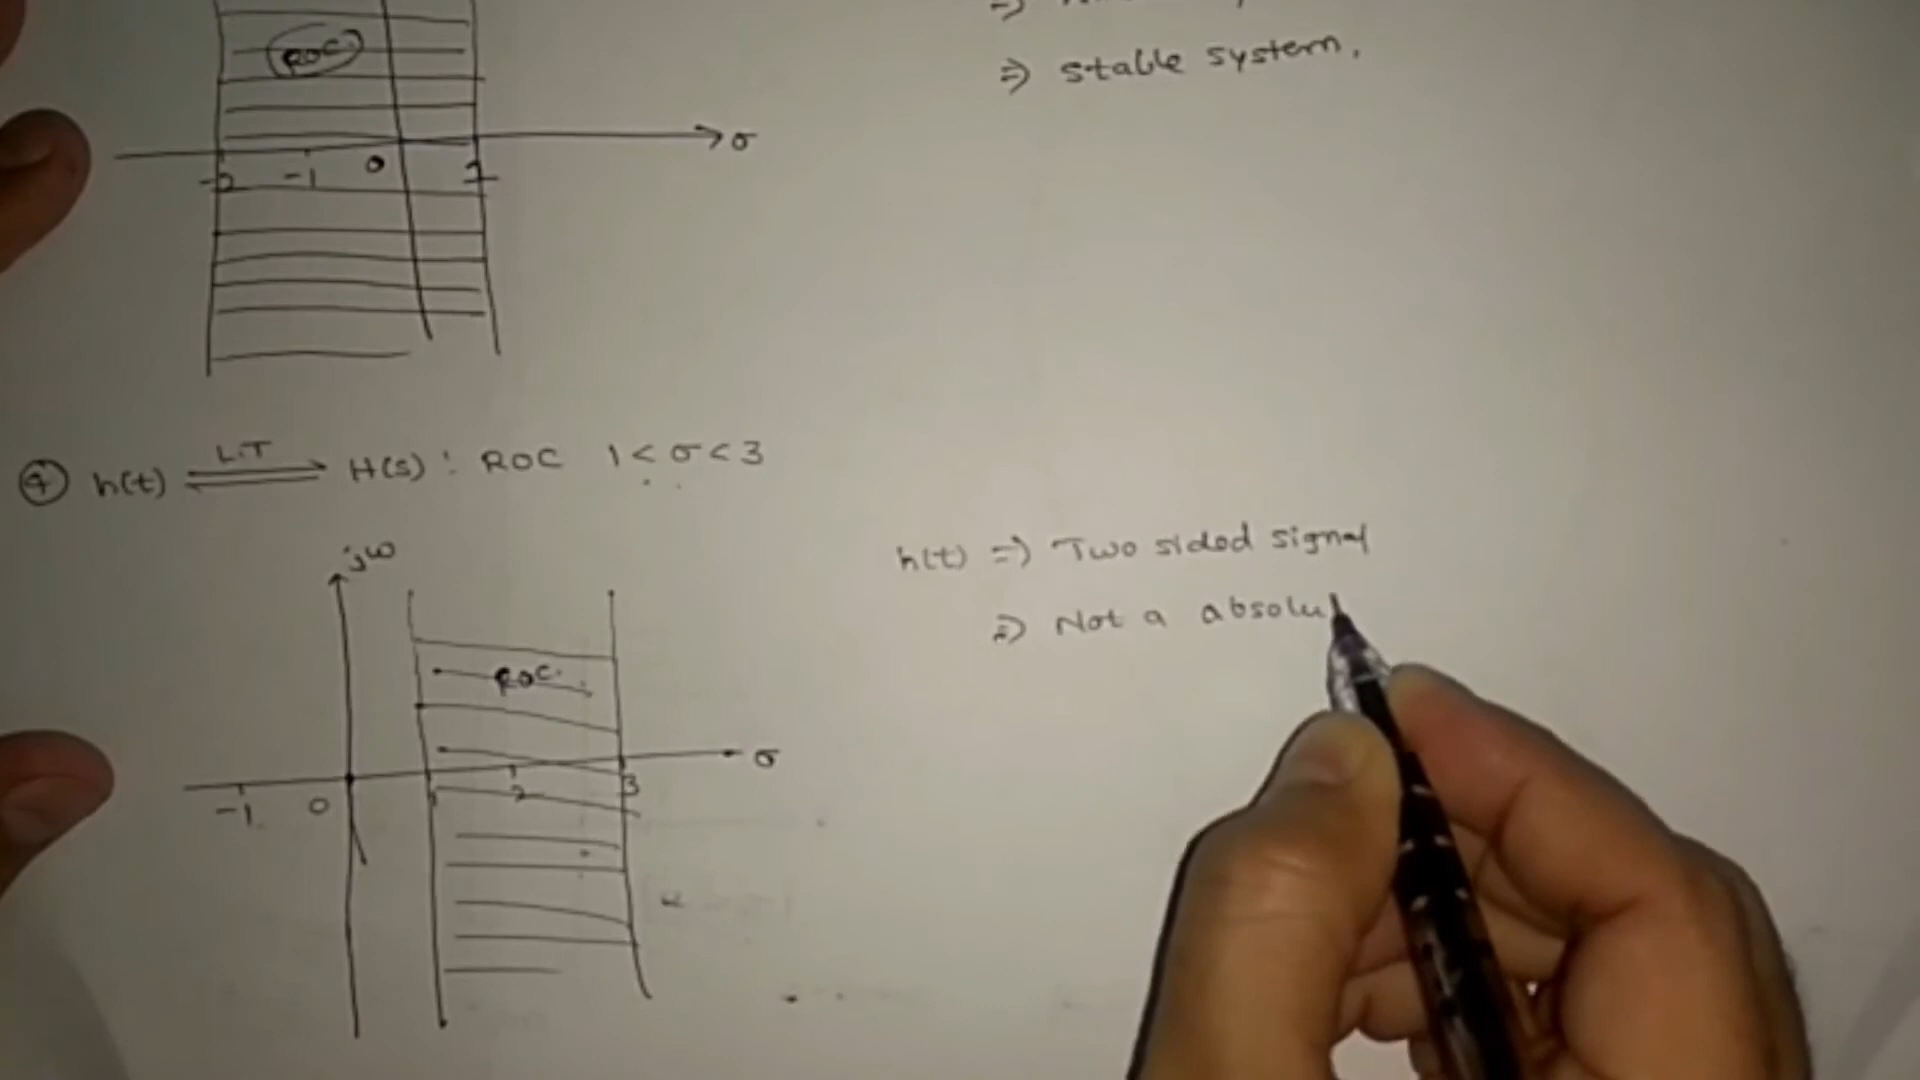 ROC
⇒ stable system,
σ
-2 -1 0 1
④ h(t) L.T ⇌ H(s) : ROC 1 < σ < 3
jω
h(t) ⇒ Two sided signal
⇒ Not a absolu
ROC
σ
-1 0 1 2 3